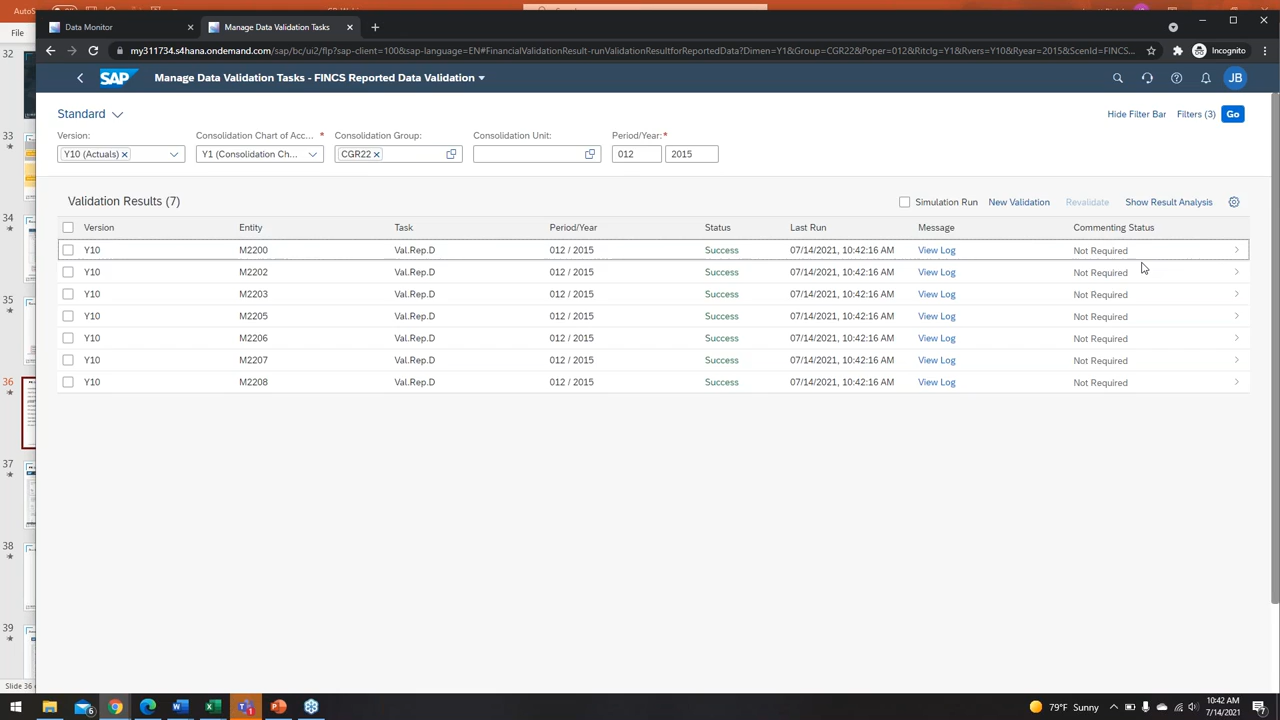 AutoS
File
Data Monitor
Manage Data Validation Tasks
my311734.s4hana.ondemand.com/sap/bc/ui2/flp?sap-client=100&sap-language=EN#FinancialValidationResult-runValidationResultforReportedData?Dimen=Y1&Group=CGR22&Poper=012&Ritclg=Y1&Rvers=Y10&Ryear=2015&ScenId=FINCS...
Incognito
SAP
Manage Data Validation Tasks - FINCS Reported Data Validation
JB
Standard
Hide Filter Bar
Filters (3)
Go
Version:
Consolidation Chart of Acc... *
Consolidation Group:
Consolidation Unit:
Period/Year:*
Y10 (Actuals)
Y1 (Consolidation Ch...
CGR22
012
2015
Validation Results (7)
Simulation Run
New Validation
Revalidate
Show Result Analysis
Version Entity Task Period/Year Status Last Run Message Commenting Status
Y10 M2200 Val.Rep.D 012 / 2015 Success 07/14/2021, 10:42:16 AM View Log Not Required
Y10 M2202 Val.Rep.D 012 / 2015 Success 07/14/2021, 10:42:16 AM View Log Not Required
Y10 M2203 Val.Rep.D 012 / 2015 Success 07/14/2021, 10:42:16 AM View Log Not Required
Y10 M2205 Val.Rep.D 012 / 2015 Success 07/14/2021, 10:42:16 AM View Log Not Required
Y10 M2206 Val.Rep.D 012 / 2015 Success 07/14/2021, 10:42:16 AM View Log Not Required
Y10 M2207 Val.Rep.D 012 / 2015 Success 07/14/2021, 10:42:16 AM View Log Not Required
Y10 M2208 Val.Rep.D 012 / 2015 Success 07/14/2021, 10:42:16 AM View Log Not Required
32
33
34
35
36
37
38
39
Slide 36
79°F Sunny
10:42 AM
7/14/2021